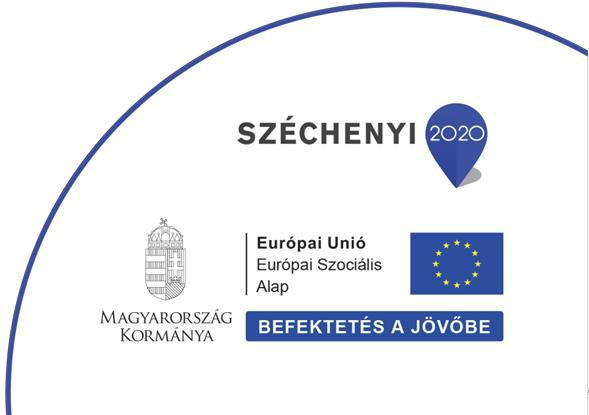 SZÉCHENYI 2020
Európai Unió
Európai Szociális
Alap
MAGYARORSZÁG
KORMÁNYA
BEFEKTETÉS A JÖVŐBE